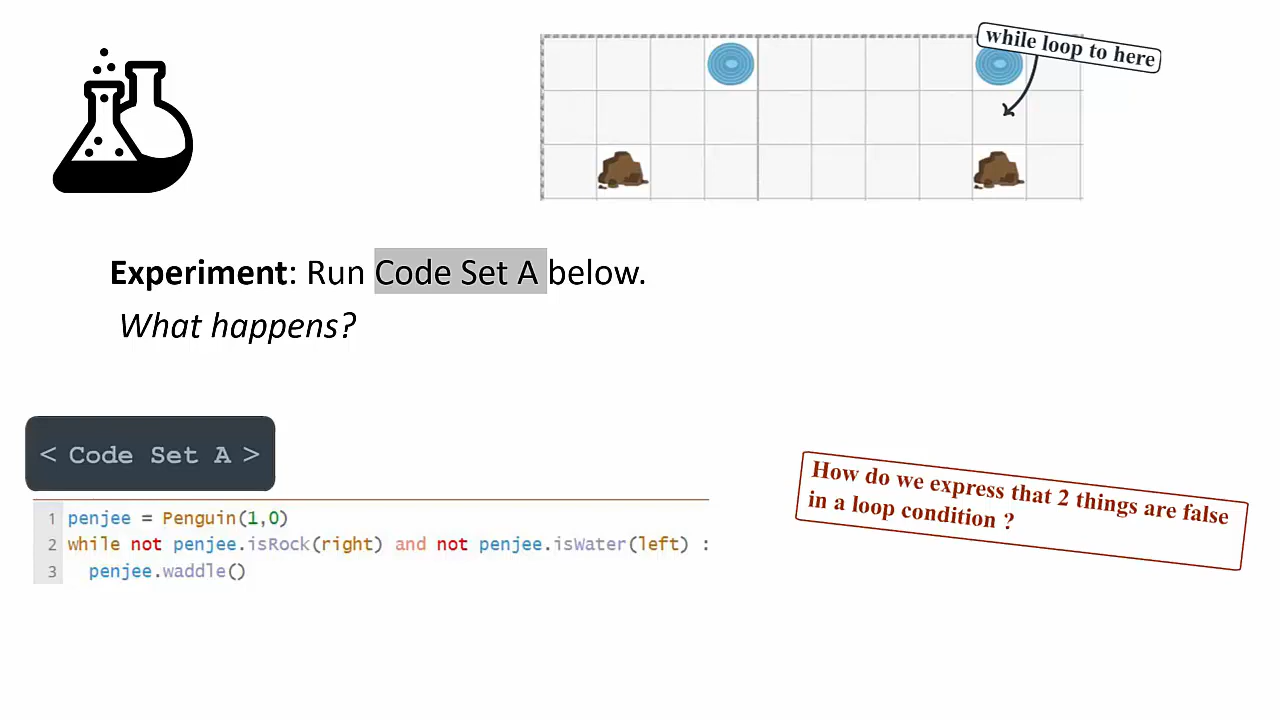 while loop to here
Experiment: Run Code Set A below.
What happens?
< Code Set A >
1 penjee = Penguin(1,0)
2 while not penjee.isRock(right) and not penjee.isWater(left) :
3 penjee.waddle()
How do we express that 2 things are false
in a loop condition ?